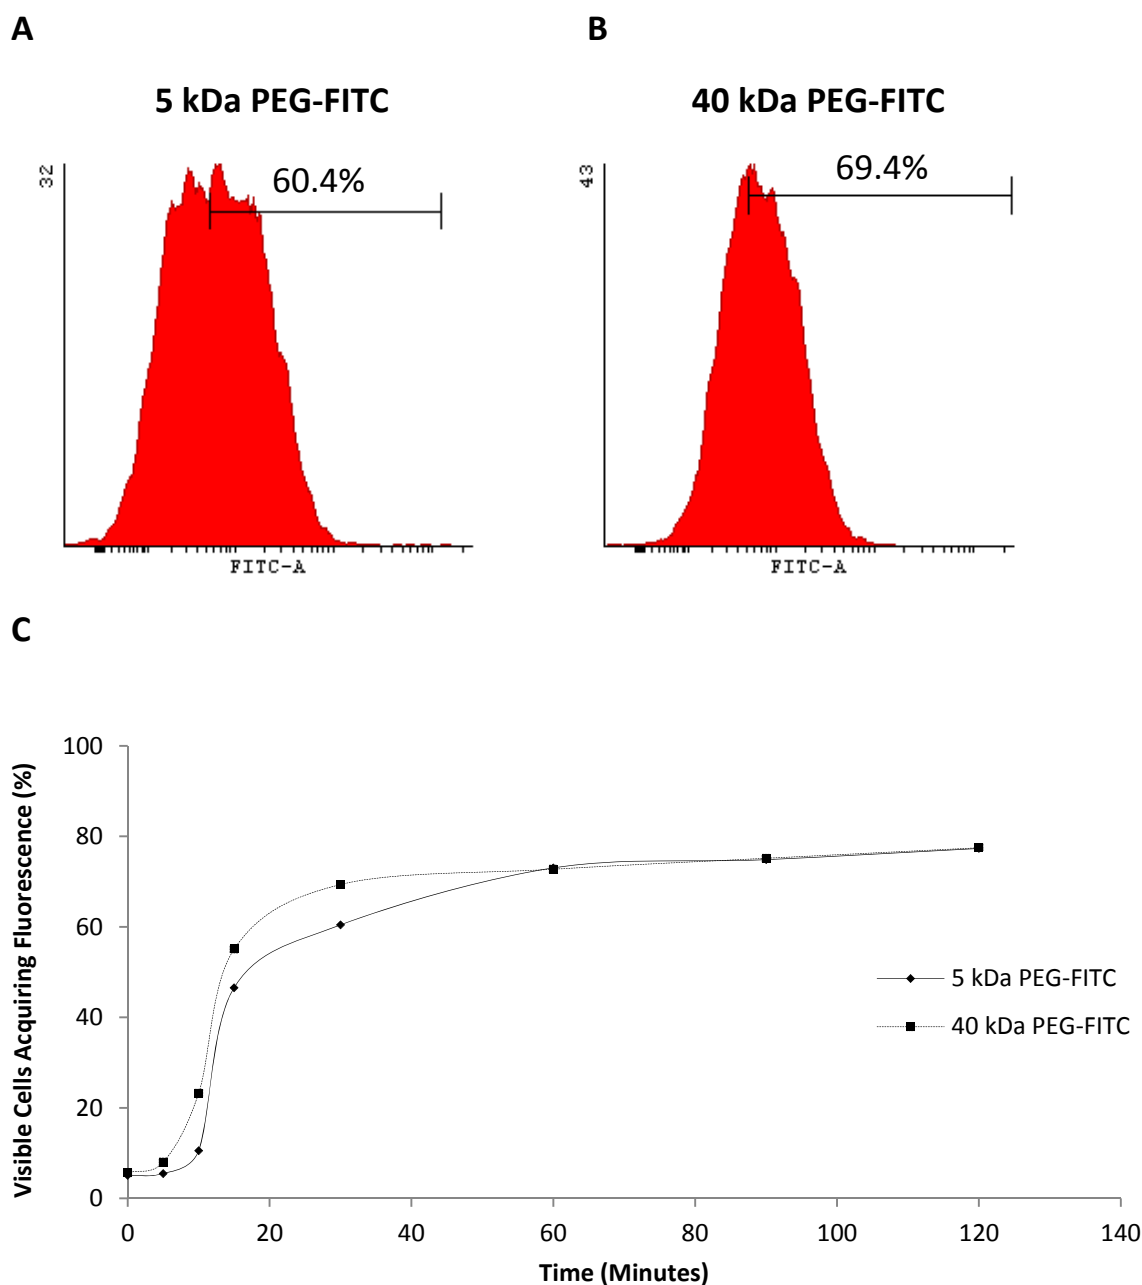 A
B
5 kDa PEG-FITC
40 kDa PEG-FITC
32
60.4%
43
69.4%
FITC-A
FITC-A
C
Visible Cells Acquiring Fluorescence (%)
100
80
60
40
20
0
5 kDa PEG-FITC
40 kDa PEG-FITC
0 20 40 60 80 100 120 140
Time (Minutes)